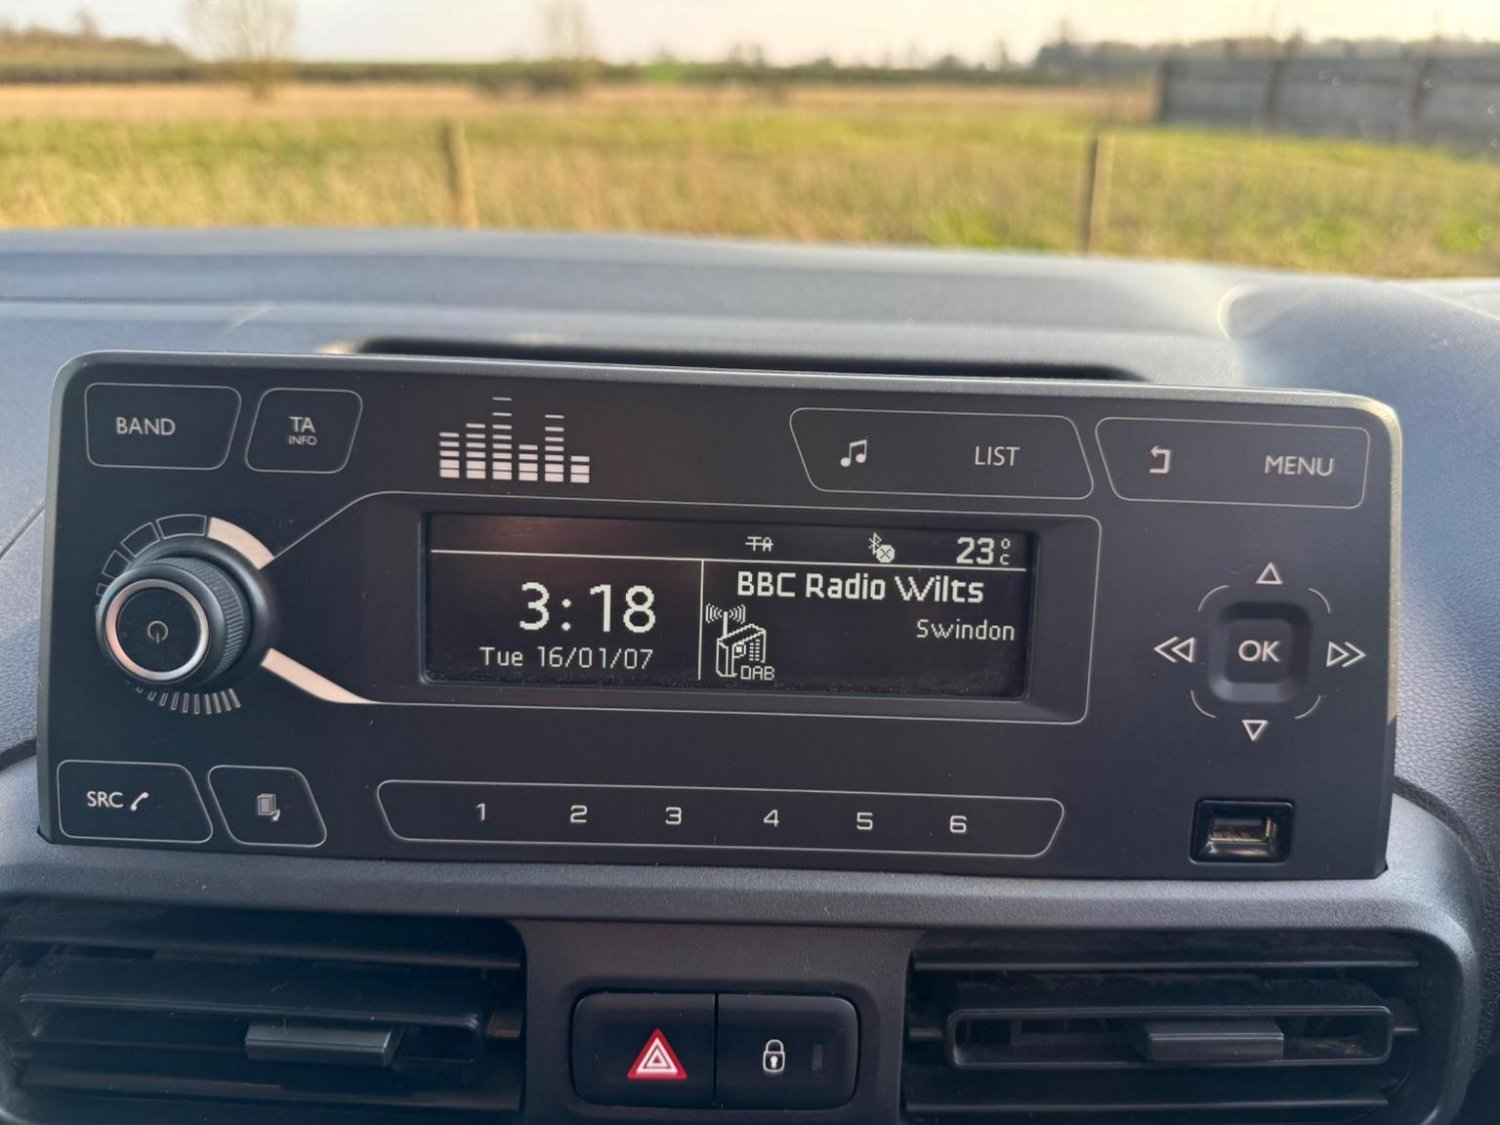 BAND
TA
INFO
LIST
MENU
TA
23°C
3:18
Tue 16/01/07
BBC Radio Wilts
Swindon
DAB
OK
SRC
1 2 3 4 5 6